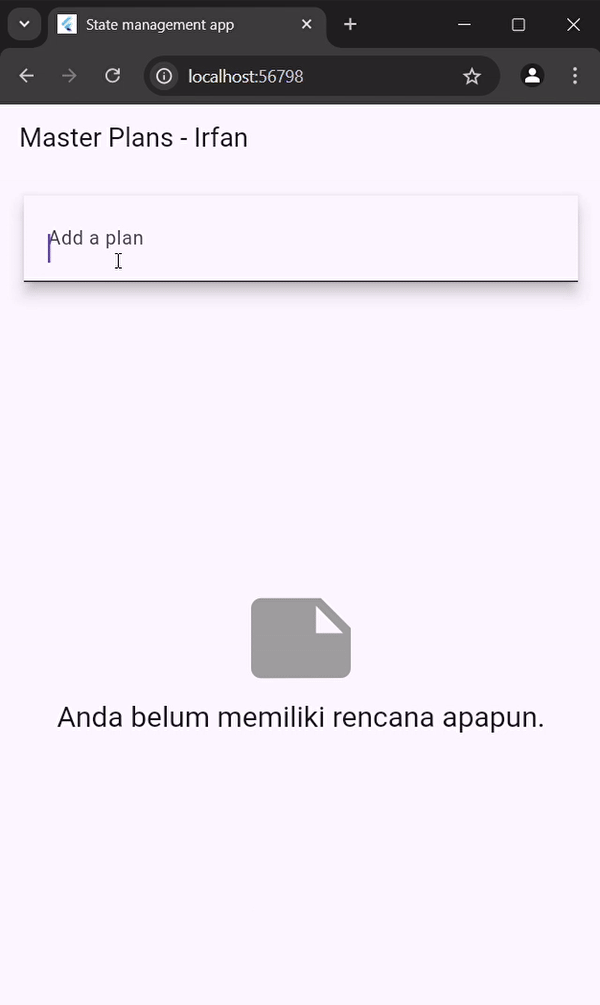 State management app
localhost:56798
Master Plans - Irfan
Add a plan
Anda belum memiliki rencana apapun.